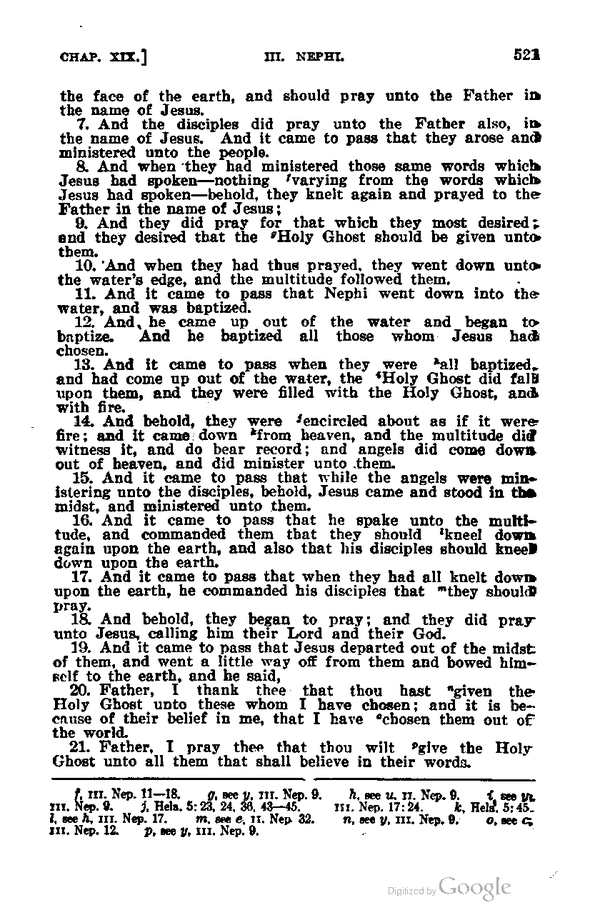 CHAP. XIX.] III. NEPHI. 521
the face of the earth, and should pray unto the Father in
the name of Jesus.
7. And the disciples did pray unto the Father also, in
the name of Jesus. And it came to pass that they arose and
ministered unto the people.
8. And when they had ministered those same words which
Jesus had spoken—nothing fvarying from the words which
Jesus had spoken—behold, they knelt again and prayed to the
Father in the name of Jesus;
9. And they did pray for that which they most desired;
and they desired that the gHoly Ghost should be given unto
them.
10. And when they had thus prayed, they went down unto
the water's edge, and the multitude followed them.
11. And it came to pass that Nephi went down into the
water, and was baptized.
12. And he came up out of the water and began to
baptize. And he baptized all those whom Jesus had
chosen.
13. And it came to pass when they were hall baptized,
and had come up out of the water, the iHoly Ghost did fall
upon them, and they were filled with the Holy Ghost, and
with fire.
14. And behold, they were jencircled about as if it were
fire; and it came down kfrom heaven, and the multitude did
witness it, and do bear record; and angels did come down
out of heaven, and did minister unto them.
15. And it came to pass that while the angels were min-
istering unto the disciples, behold, Jesus came and stood in the
midst, and ministered unto them.
16. And it came to pass that he spake unto the multi-
tude, and commanded them that they should lkneel down
again upon the earth, and also that his disciples should kneel
down upon the earth.
17. And it came to pass that when they had all knelt down
upon the earth, he commanded his disciples that mthey should
pray.
18. And behold, they began to pray; and they did pray
unto Jesus, calling him their Lord and their God.
19. And it came to pass that Jesus departed out of the midst
of them, and went a little way off from them and bowed him-
self to the earth, and he said,
20. Father, I thank thee that thou hast ngiven the
Holy Ghost unto these whom I have chosen; and it is be-
cause of their belief in me, that I have ochosen them out of
the world.
21. Father, I pray thee that thou wilt pgive the Holy
Ghost unto all them that shall believe in their words.
f, III. Nep. 11—18. g, see y, III. Nep. 9. h, see u, II. Nep. 9. i, see m,
III. Nep. 9. j, Hela. 5:23, 24, 36, 43—45. III. Nep. 17:24. k, Hela. 5:45.
l, see h, III. Nep. 17. m, see e, II. Nep. 32. n, see y, III. Nep. 9. o, see c,
III. Nep. 12. p, see y, III. Nep. 9.
Digitized by Google